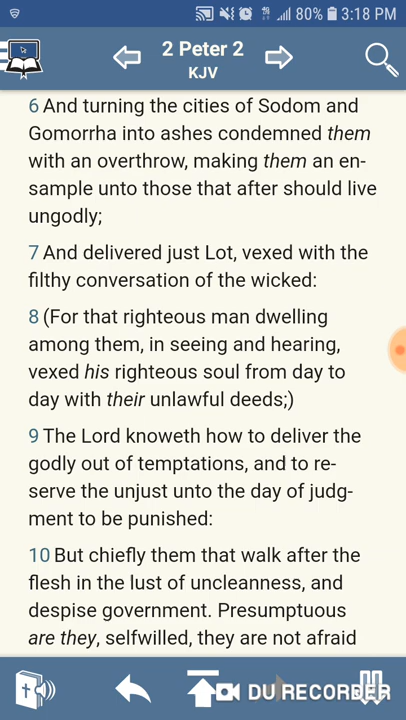 80% 3:18 PM
2 Peter 2
KJV
6 And turning the cities of Sodom and
Gomorrha into ashes condemned them
with an overthrow, making them an en-
sample unto those that after should live
ungodly;
7 And delivered just Lot, vexed with the
filthy conversation of the wicked:
8 (For that righteous man dwelling
among them, in seeing and hearing,
vexed his righteous soul from day to
day with their unlawful deeds;)
9 The Lord knoweth how to deliver the
godly out of temptations, and to re-
serve the unjust unto the day of judg-
ment to be punished:
10 But chiefly them that walk after the
flesh in the lust of uncleanness, and
despise government. Presumptuous
are they, selfwilled, they are not afraid
DU RECORDER